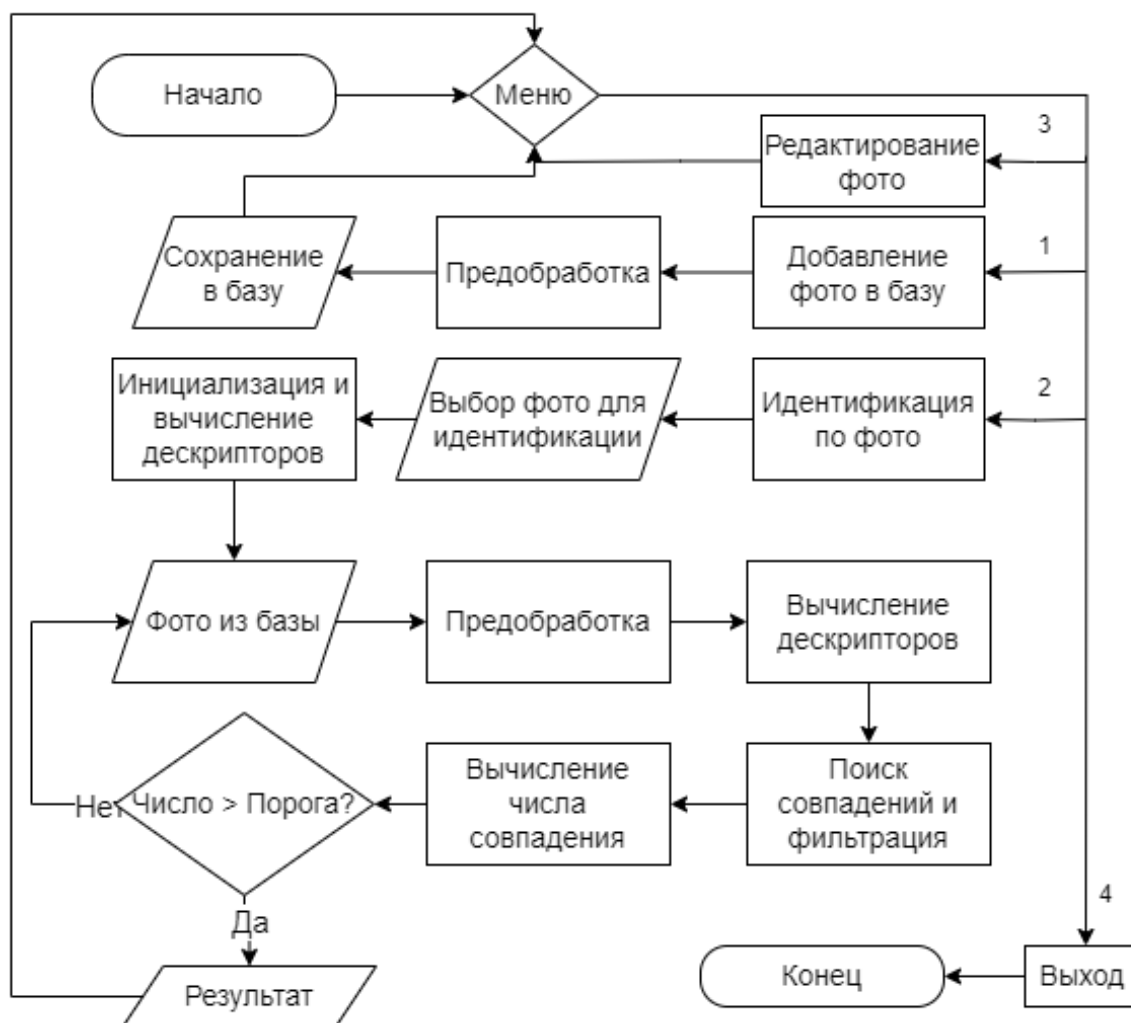 Начало
Меню
3
Редактирование
фото
Сохранение
в базу
Предобработка
Добавление
фото в базу
1
Инициализация и
вычисление
дескрипторов
Выбор фото для
идентификации
Идентификация
по фото
2
Фото из базы
Предобработка
Вычисление
дескрипторов
Нет
Число > Порога?
Вычисление
числа
совпадения
Поиск
совпадений и
фильтрация
4
Да
Результат
Конец
Выход